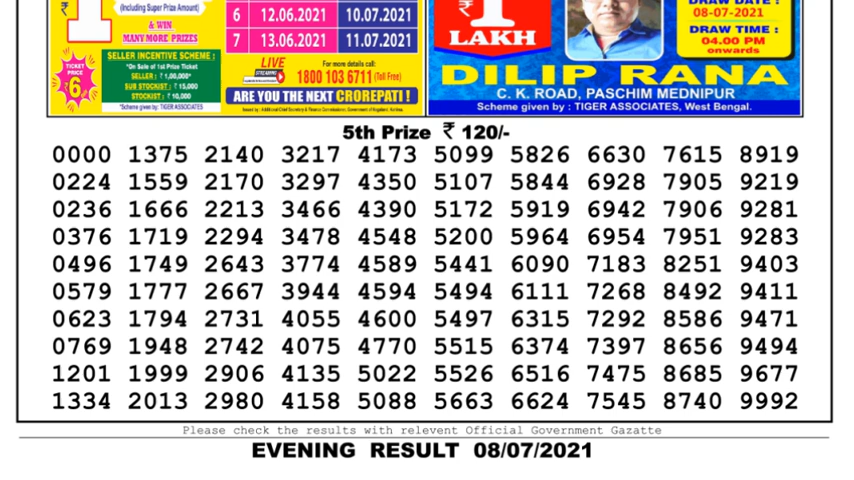 ₹ 1
(Including Super Prize Amount)
& WIN
MANY MORE PRIZES
6 12.06.2021 10.07.2021
7 13.06.2021 11.07.2021
TICKET PRICE
₹ 6
SELLER INCENTIVE SCHEME :
*On Sale of 1st Prize Ticket
SELLER : ₹ 1,00,000*
SUB STOCKIST : ₹ 15,000
STOCKIST : ₹ 10,000
*Scheme given by: TIGER ASSOCIATES
LIVE
STREAMING
For more details call:
1800 103 6711 (Toll Free)
ARE YOU THE NEXT CROREPATI !
₹ 1
LAKH
DRAW DATE :
08-07-2021
DRAW TIME :
04.00 PM
onwards
DILIP RANA
C. K. ROAD, PASCHIM MEDNIPUR
Scheme given by : TIGER ASSOCIATES, West Bengal.
5th Prize ₹ 120/-
0000 1375 2140 3217 4173 5099 5826 6630 7615 8919
0224 1559 2170 3297 4350 5107 5844 6928 7905 9219
0236 1666 2213 3466 4390 5172 5919 6942 7906 9281
0376 1719 2294 3478 4548 5200 5964 6954 7951 9283
0496 1749 2643 3774 4589 5441 6090 7183 8251 9403
0579 1777 2667 3944 4594 5494 6111 7268 8492 9411
0623 1794 2731 4055 4600 5497 6315 7292 8586 9471
0769 1948 2742 4075 4770 5515 6374 7397 8656 9494
1201 1999 2906 4135 5022 5526 6516 7475 8685 9677
1334 2013 2980 4158 5088 5663 6624 7545 8740 9992
Please check the results with relevent Official Government Gazatte
EVENING RESULT 08/07/2021